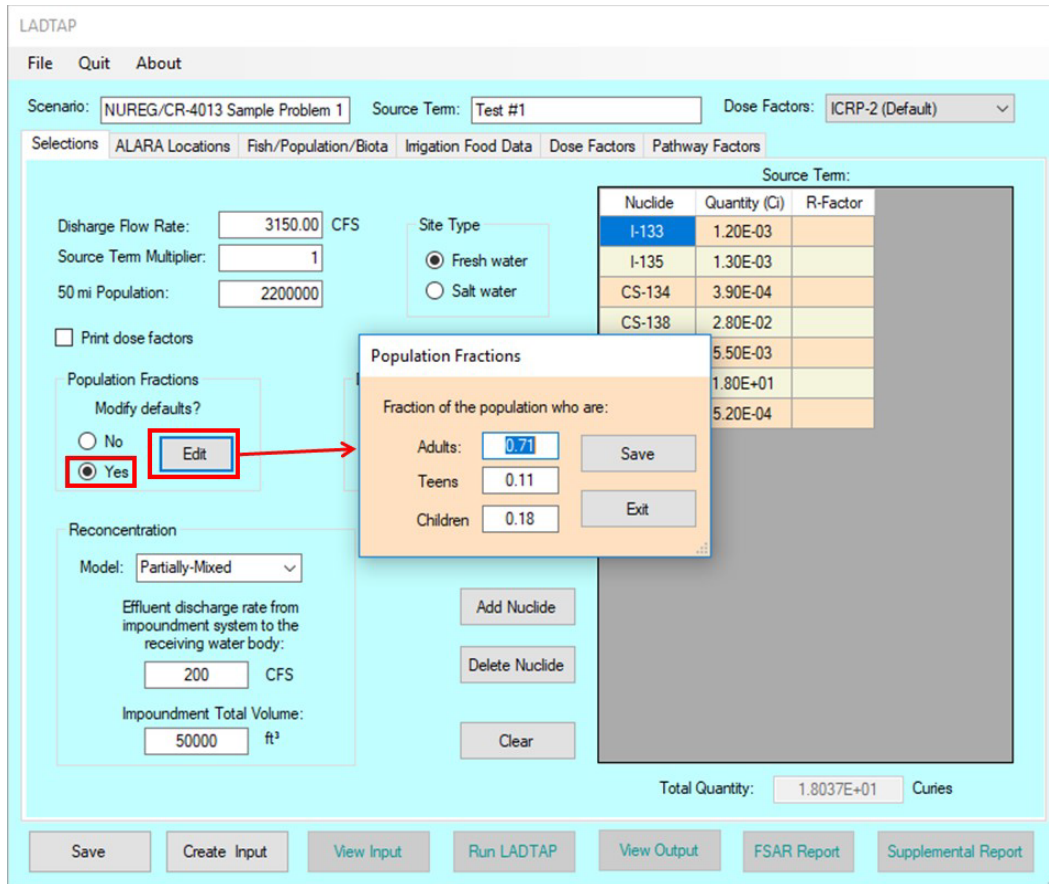 LADTAP
File Quit About
Scenario: NUREG/CR-4013 Sample Problem 1 Source Term: Test #1 Dose Factors: ICRP-2 (Default)
Selections ALARA Locations Fish/Population/Biota Irrigation Food Data Dose Factors Pathway Factors
Source Term:
Nuclide Quantity (Ci) R-Factor
I-133 1.20E-03
I-135 1.30E-03
CS-134 3.90E-04
CS-138 2.80E-02
5.50E-03
1.80E+01
5.20E-04
Disharge Flow Rate: 3150.00 CFS
Source Term Multiplier: 1
50 mi Population: 2200000
Site Type
Fresh water
Salt water
Print dose factors
Population Fractions
Modify defaults?
No
Yes
Edit
Population Fractions
Fraction of the population who are:
Adults: 0.71
Teens 0.11
Children 0.18
Save
Exit
Reconcentration
Model: Partially-Mixed
Effluent discharge rate from
impoundment system to the
receiving water body:
200 CFS
Impoundment Total Volume:
50000 ft³
Add Nuclide
Delete Nuclide
Clear
Total Quantity: 1.8037E+01 Curies
Save Create Input View Input Run LADTAP View Output FSAR Report Supplemental Report